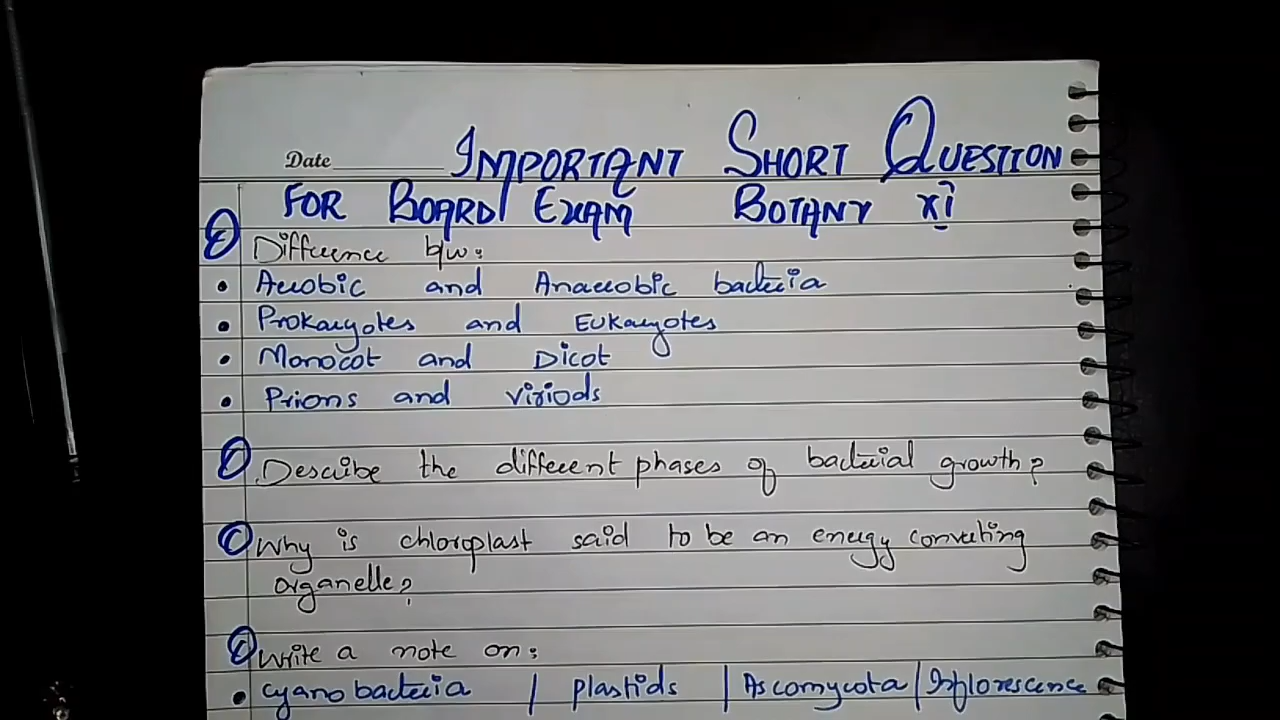 Date IMPORTANT SHORT QUESTION
FOR BOARD EXAM BOTANY XI
Difference b/w:
• Aerobic and Anaerobic bacteria
• Prokaryotes and Eukaryotes
• Monocot and Dicot
• Prions and Viriods
Describe the different phases of bacterial growth?
Why is chloroplast said to be an energy converting
organelle?
Write a note on:
• Cyanobacteria | plastids | Ascomycota | Inflorescence